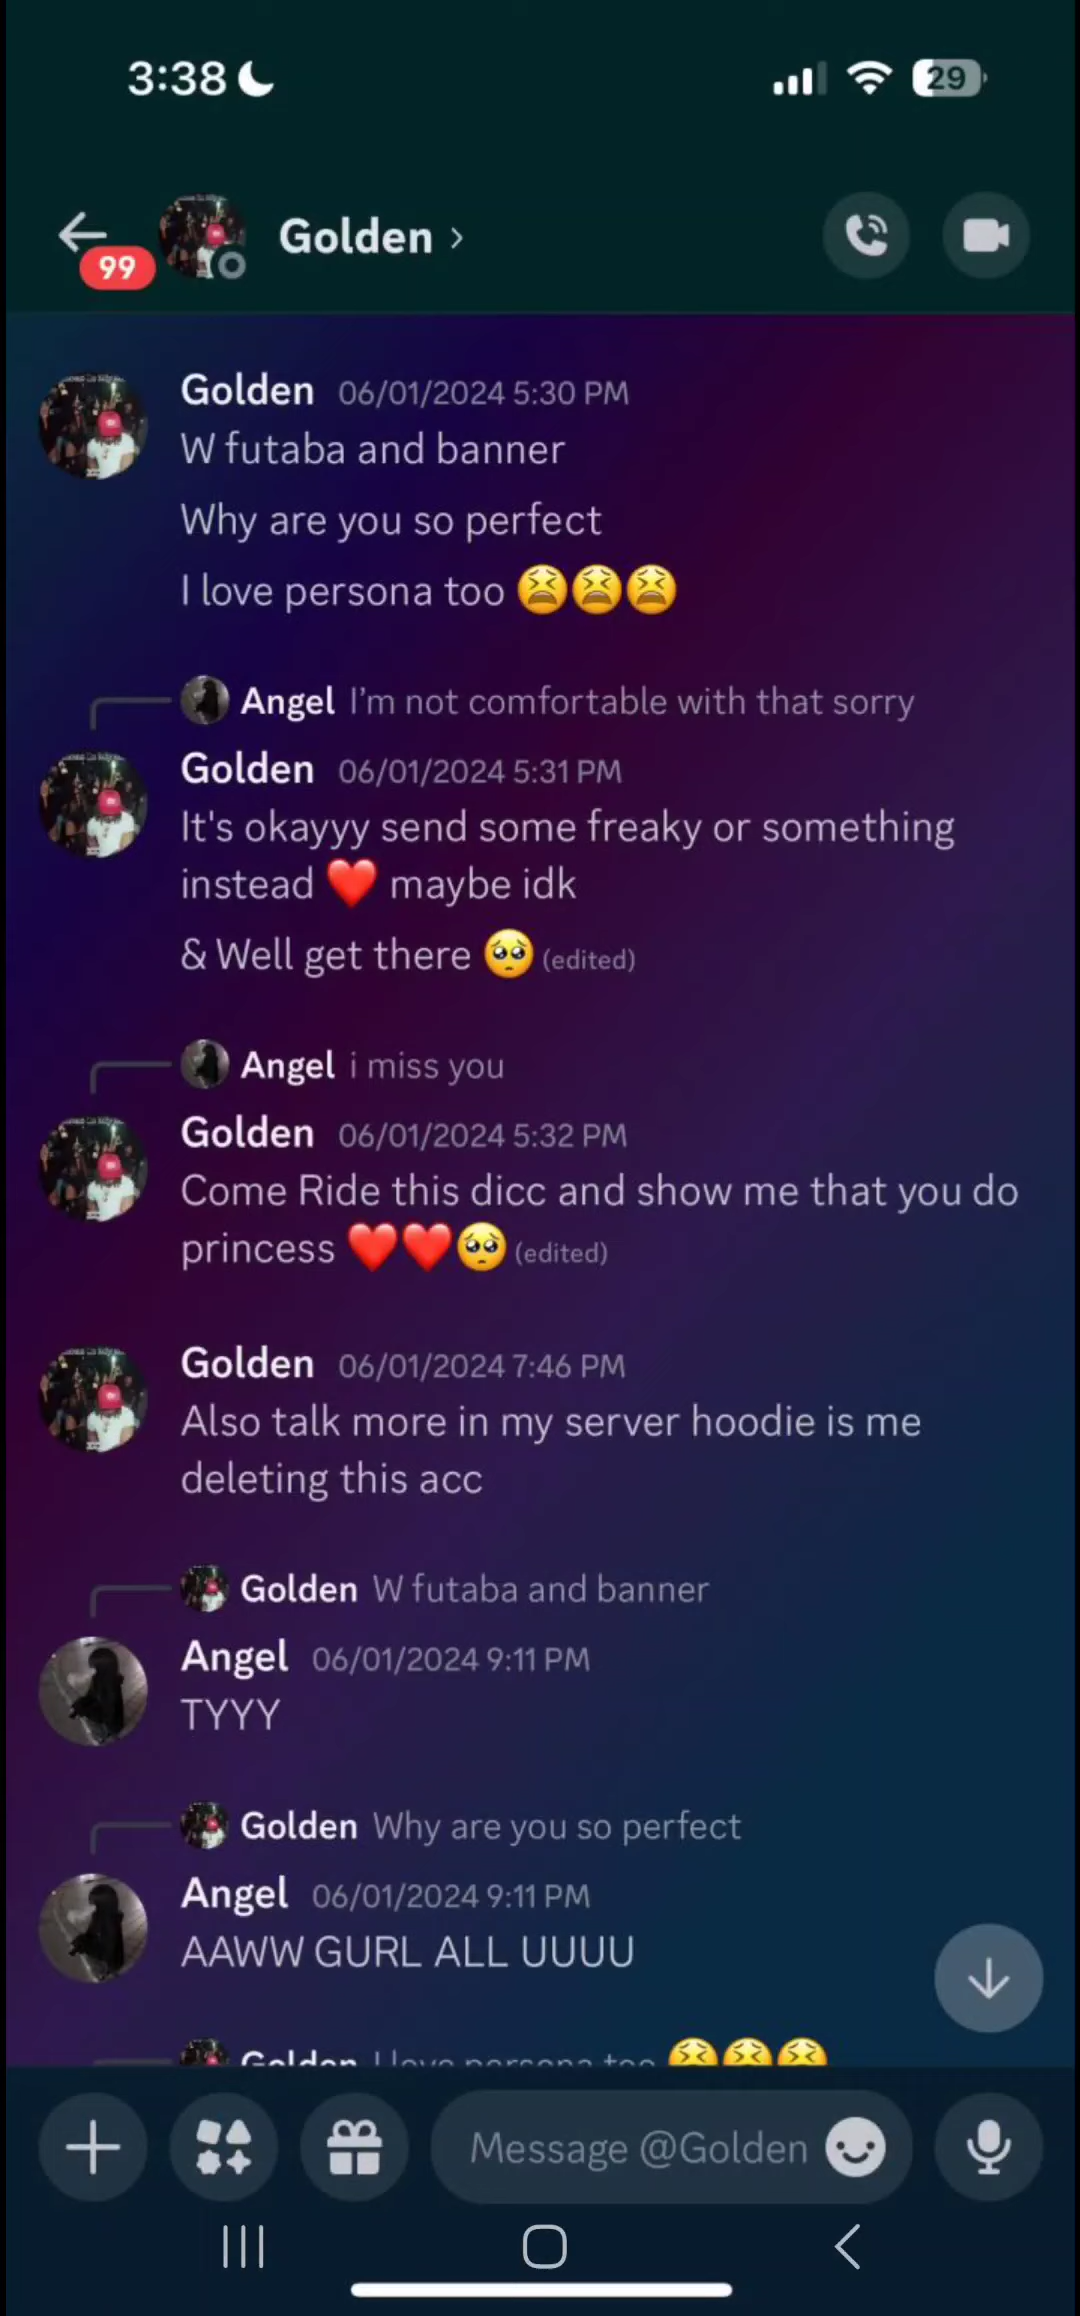 3:38
29
99
Golden
Golden 06/01/2024 5:30 PM
W futaba and banner
Why are you so perfect
I love persona too 😫😫😫
Angel I'm not comfortable with that sorry
Golden 06/01/2024 5:31 PM
It's okayyy send some freaky or something
instead ❤️ maybe idk
& Well get there 🥺 (edited)
Angel i miss you
Golden 06/01/2024 5:32 PM
Come Ride this dicc and show me that you do
princess ❤️❤️🥺 (edited)
Golden 06/01/2024 7:46 PM
Also talk more in my server hoodie is me
deleting this acc
Golden W futaba and banner
Angel 06/01/2024 9:11 PM
TYYY
Golden Why are you so perfect
Angel 06/01/2024 9:11 PM
AAWW GURL ALL UUUU
Golden I love persona too 😫😫😫
Message @Golden